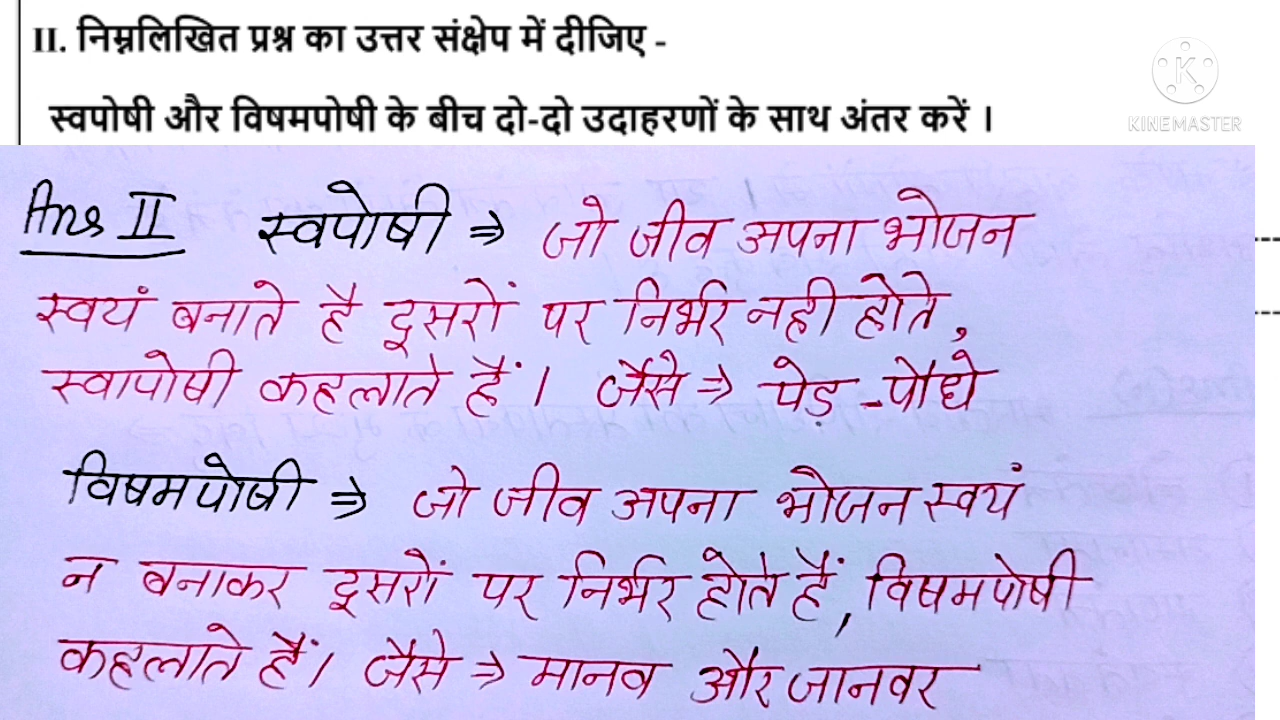 II. निम्नलिखित प्रश्न का उत्तर संक्षेप में दीजिए -
KINEMASTER
स्वपोषी और विषमपोषी के बीच दो-दो उदाहरणों के साथ अंतर करें ।
Ans II स्वपोषी ⇒ जो जीव अपना भोजन
स्वयं बनाते है दूसरों पर निर्भर नही होते,
स्वापोषी कहलाते हैं। जैसे ⇒ पेड़ -पौधे
विषमपोषी ⇒ जो जीव अपना भोजन स्वयं
न बनाकर दूसरों पर निर्भर होते हैं, विषमपोषी
कहलाते हैं। जैसे ⇒ मानव और जानवर